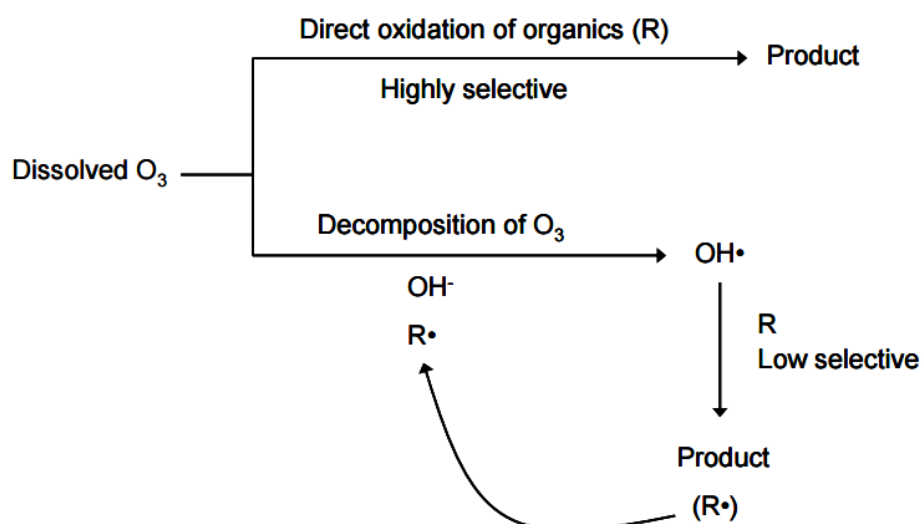 Direct oxidation of organics (R)
Product
Highly selective
Dissolved O₃
Decomposition of O₃
OH•
OH⁻
R•
R
Low selective
Product
(R•)